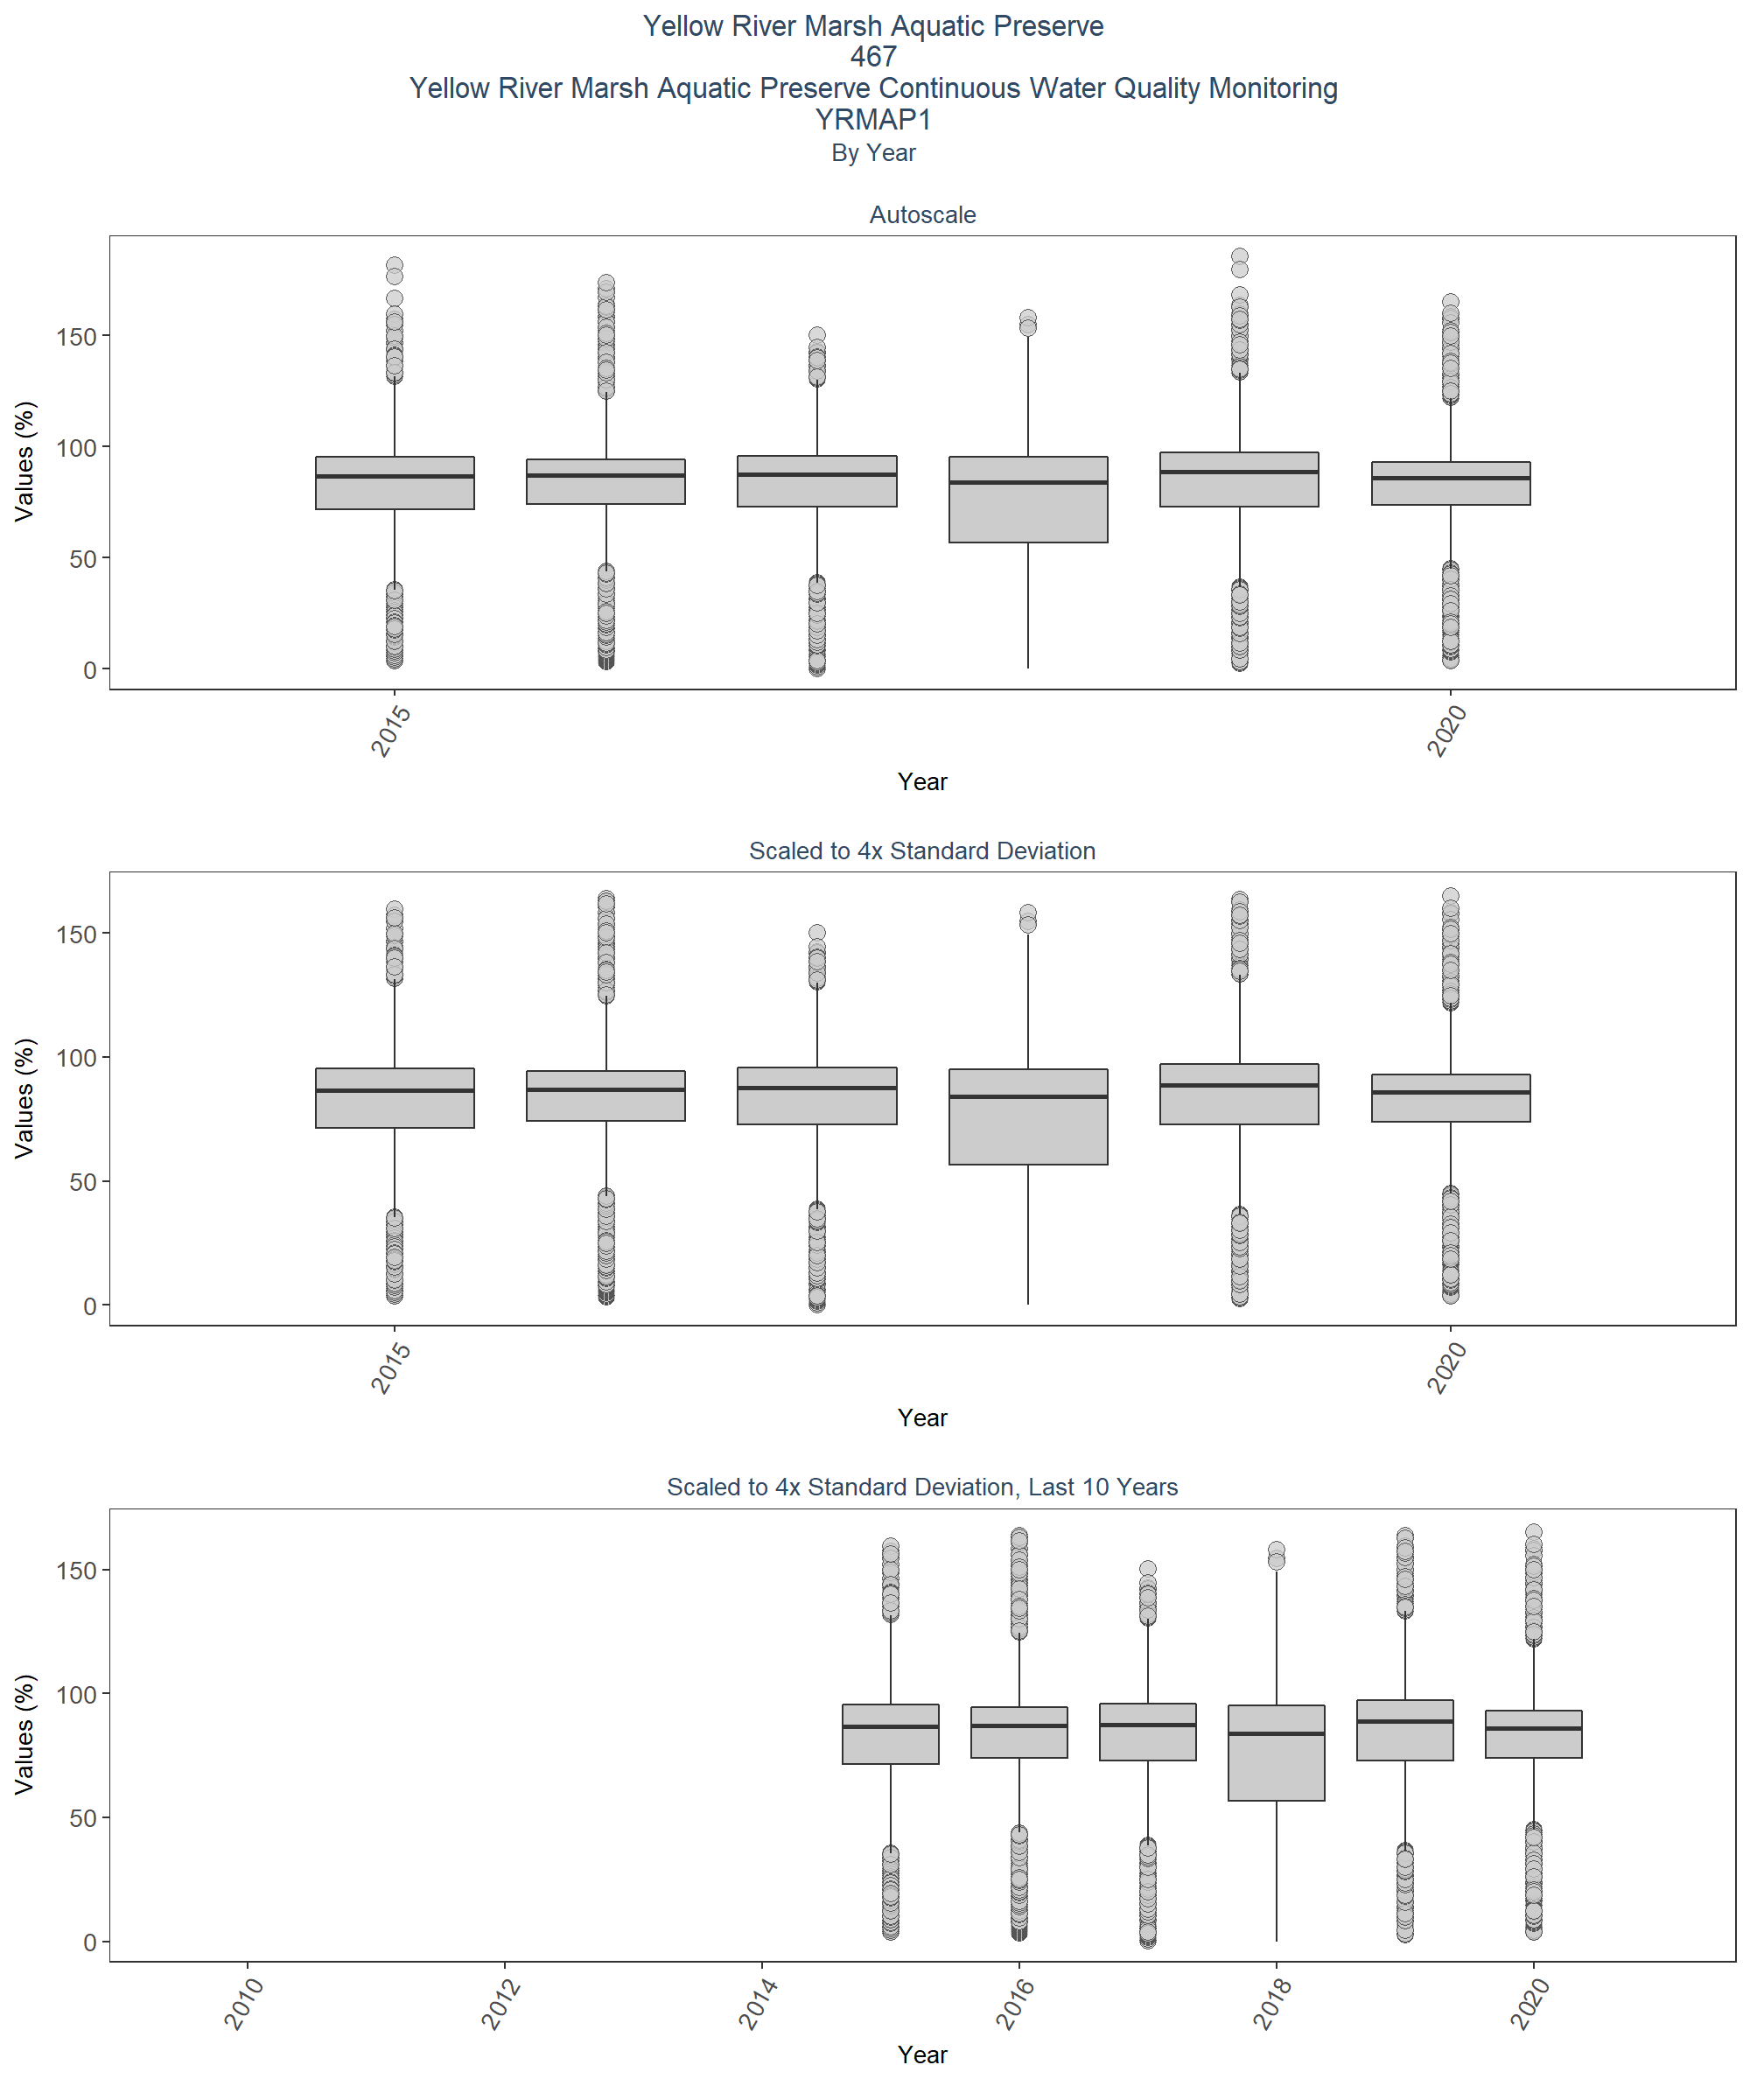 Yellow River Marsh Aquatic Preserve
467
Yellow River Marsh Aquatic Preserve Continuous Water Quality Monitoring
YRMAP1
By Year
Autoscale
Values (%)
150
100
50
0
2015
2020
Year
Scaled to 4x Standard Deviation
Values (%)
150
100
50
0
2015
2020
Year
Scaled to 4x Standard Deviation, Last 10 Years
Values (%)
150
100
50
0
2010
2012
2014
2016
2018
2020
Year